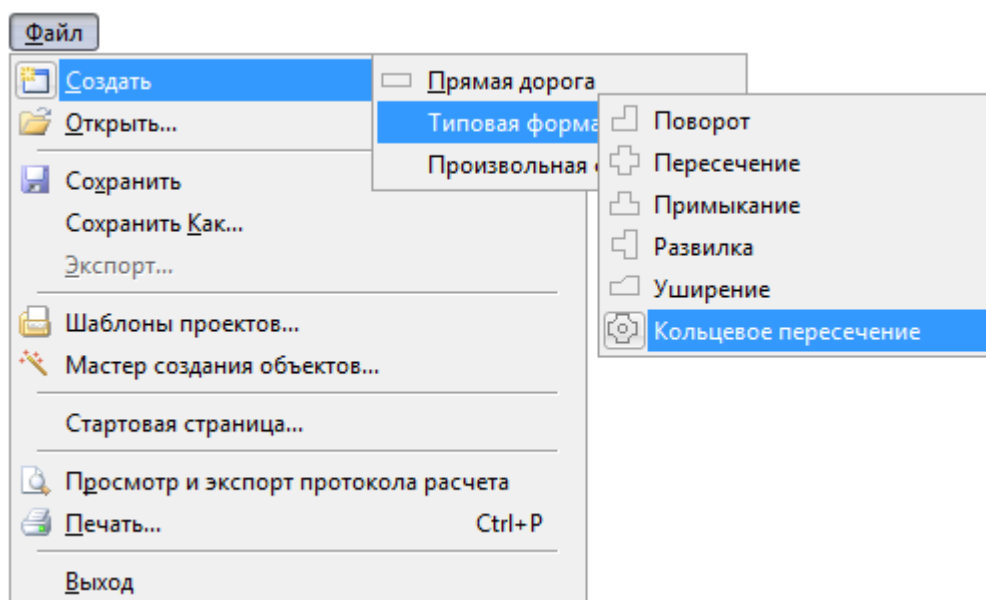 Файл
Создать
Открыть...
Сохранить
Сохранить Как...
Экспорт...
Шаблоны проектов...
Мастер создания объектов...
Стартовая страница...
Просмотр и экспорт протокола расчета
Печать... Ctrl+P
Выход
Прямая дорога
Типовая форма
Произвольная
Поворот
Пересечение
Примыкание
Развилка
Уширение
Кольцевое пересечение